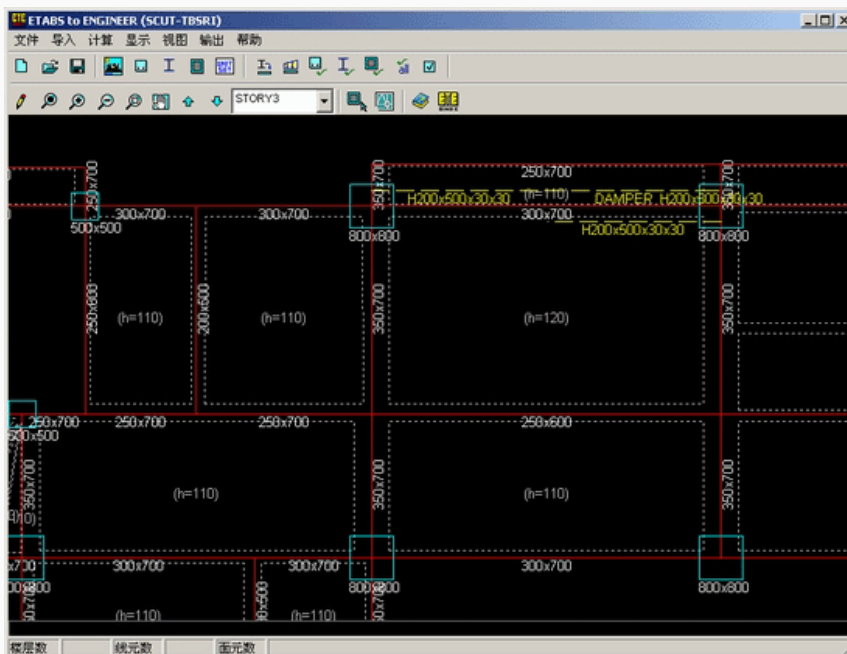 ETABS to ENGINEER (SCUT-TBSRI)
文件 导入 计算 显示 视图 输出 帮助
STORY3
250x700
250x700 350x700 350x700
H200x500x30x30 (h=110) DAMPER H200x500x30x30
300x700 300x700 300x700
500x500 800x800 H200x500x30x30 800x800
250x600 (h=110) 200x600 (h=110) 350x700 (h=120) 350x700
250x700 250x700 250x700 250x600
500x500
350x700 (h=110) 350x700 (h=110) 350x700
300x700 300x700 300x700
800x800 800x800
(h=110) (h=110)
楼层数 线元数 面元数